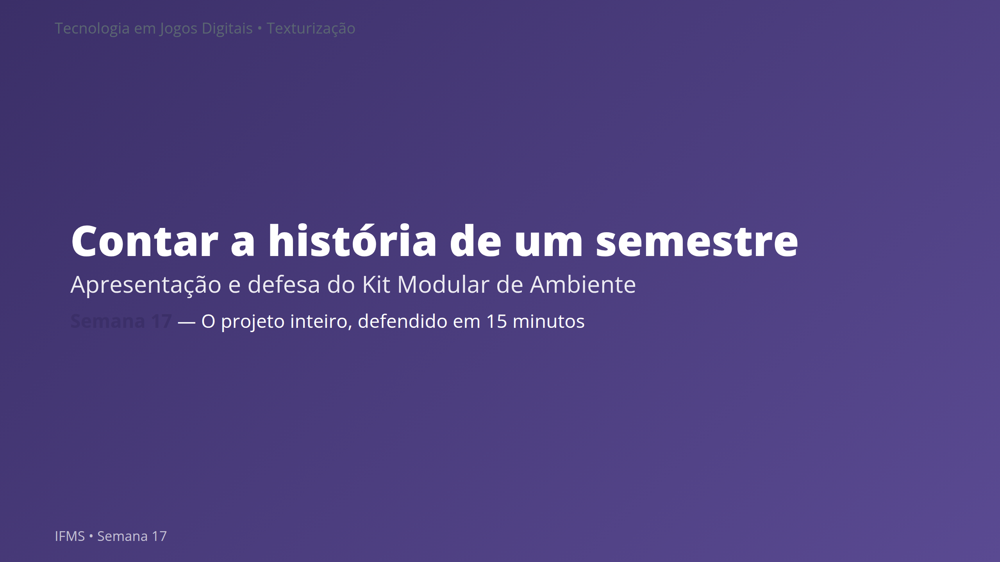 Tecnologia em Jogos Digitais • Texturização
Contar a história de um semestre
Apresentação e defesa do Kit Modular de Ambiente
Semana 17 — O projeto inteiro, defendido em 15 minutos
IFMS • Semana 17